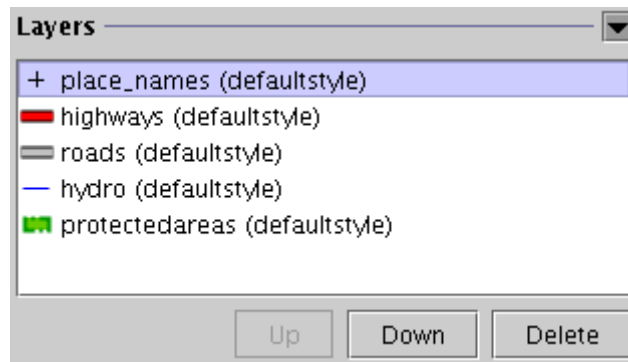 Layers
place_names (defaultstyle)
highways (defaultstyle)
roads (defaultstyle)
hydro (defaultstyle)
protectedareas (defaultstyle)
Up Down Delete